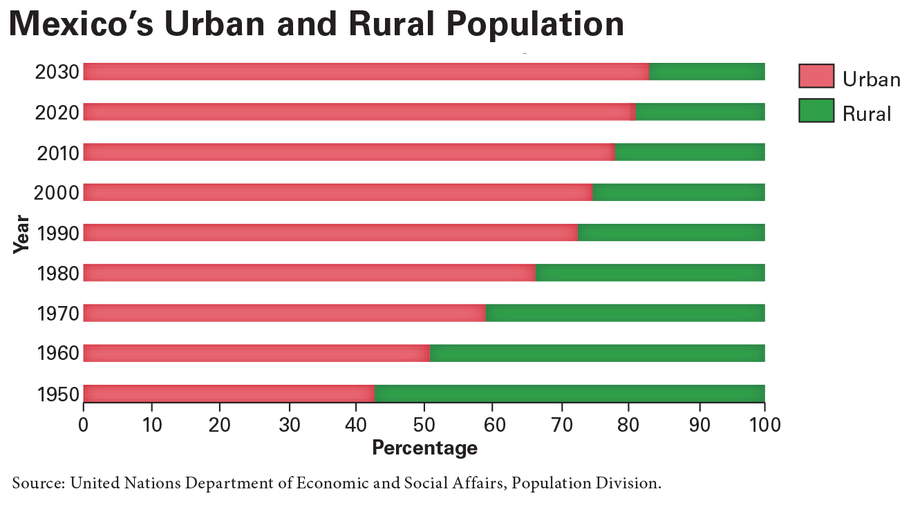 Mexico’s Urban and Rural Population
2030
2020
2010
2000
1990
1980
1970
1960
1950
Year
0 10 20 30 40 50 60 70 80 90 100
Percentage
Urban
Rural
Source: United Nations Department of Economic and Social Affairs, Population Division.